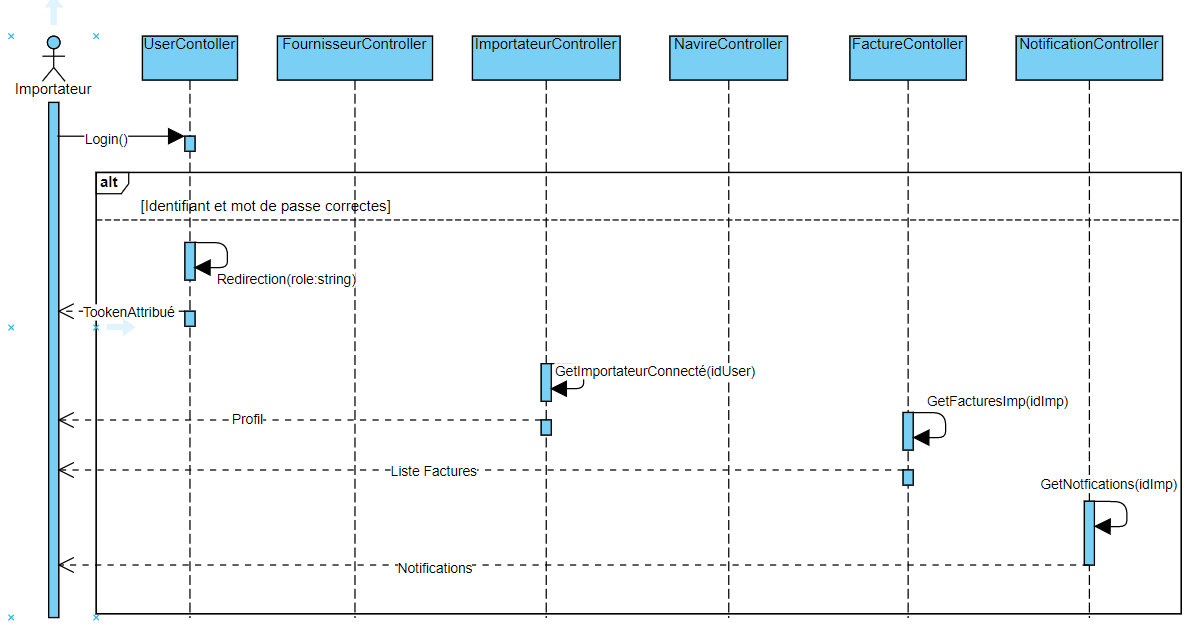 UserContoller
FournisseurController
ImportateurController
NavireController
FactureContoller
NotificationController
Importateur
Login()
alt
[Identifiant et mot de passe correctes]
Redirection(role:string)
TookenAttribué
GetImportateurConnecté(idUser)
GetFacturesImp(idImp)
Profil
Liste Factures
GetNotfications(idImp)
Notifications